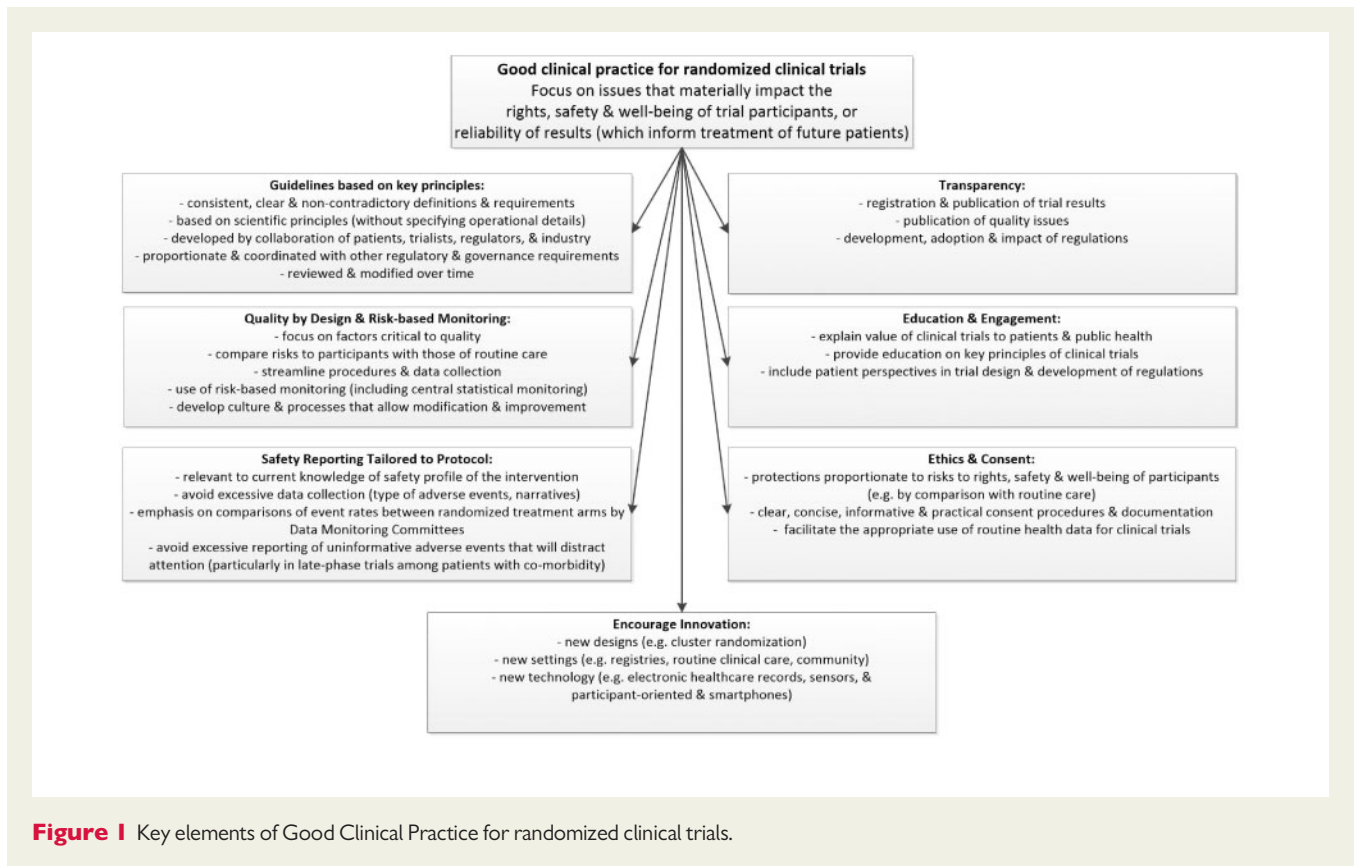 Good clinical practice for randomized clinical trials
Focus on issues that materially impact the
rights, safety & well-being of trial participants, or
reliability of results (which inform treatment of future patients)
Guidelines based on key principles:
- consistent, clear & non-contradictory definitions & requirements
- based on scientific principles (without specifying operational details)
- developed by collaboration of patients, trialists, regulators, & industry
- proportionate & coordinated with other regulatory & governance requirements
- reviewed & modified over time
Transparency:
- registration & publication of trial results
- publication of quality issues
- development, adoption & impact of regulations
Quality by Design & Risk-based Monitoring:
- focus on factors critical to quality
- compare risks to participants with those of routine care
- streamline procedures & data collection
- use of risk-based monitoring (including central statistical monitoring)
- develop culture & processes that allow modification & improvement
Education & Engagement:
- explain value of clinical trials to patients & public health
- provide education on key principles of clinical trials
- include patient perspectives in trial design & development of regulations
Safety Reporting Tailored to Protocol:
- relevant to current knowledge of safety profile of the intervention
- avoid excessive data collection (type of adverse events, narratives)
- emphasis on comparisons of event rates between randomized treatment arms by
Data Monitoring Committees
- avoid excessive reporting of uninformative adverse events that will distract
attention (particularly in late-phase trials among patients with co-morbidity)
Ethics & Consent:
- protections proportionate to risks to rights, safety & well-being of participants
(e.g. by comparison with routine care)
- clear, concise, informative & practical consent procedures & documentation
- facilitate the appropriate use of routine health data for clinical trials
Encourage Innovation:
- new designs (e.g. cluster randomization)
- new settings (e.g. registries, routine clinical care, community)
- new technology (e.g. electronic healthcare records, sensors, &
participant-oriented & smartphones)
Figure 1 Key elements of Good Clinical Practice for randomized clinical trials.